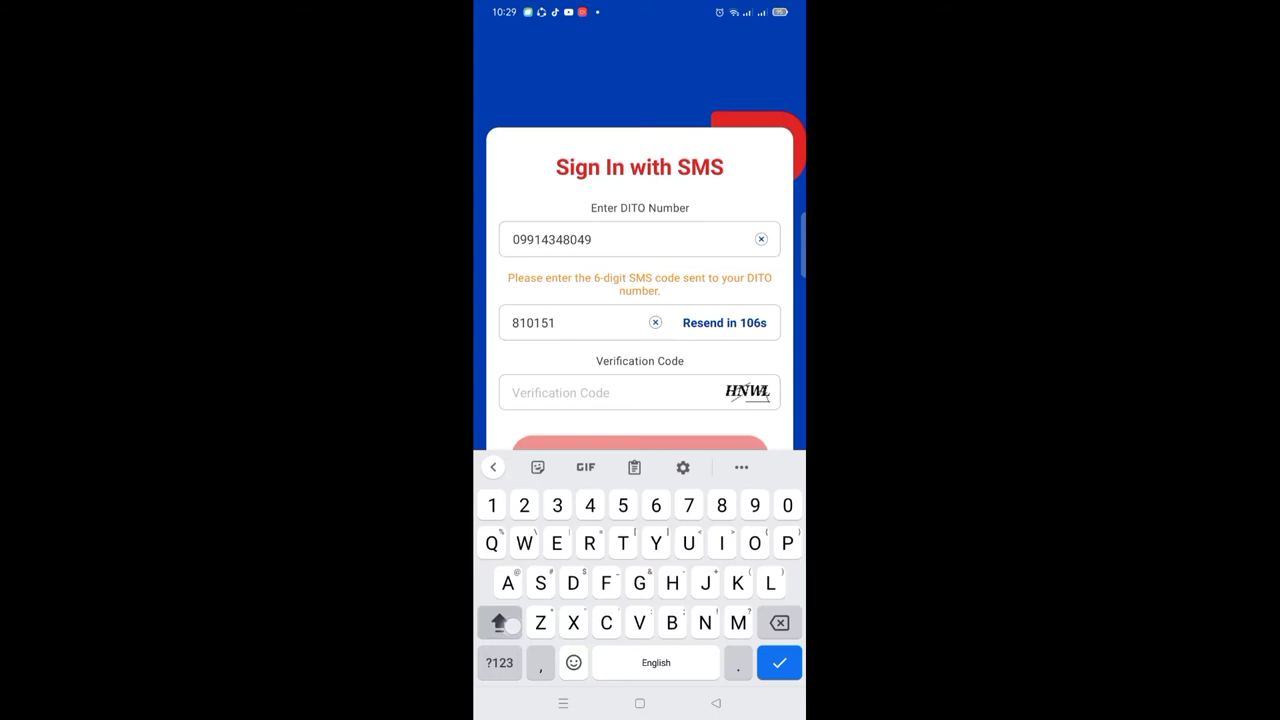 10:29
Sign In with SMS
Enter DITO Number
09914348049
Please enter the 6-digit SMS code sent to your DITO
number.
810151 Resend in 106s
Verification Code
Verification Code HNWL
GIF
1 2 3 4 5 6 7 8 9 0
Q W E R T Y U I O P
A S D F G H J K L
Z X C V B N M
?123 , English .